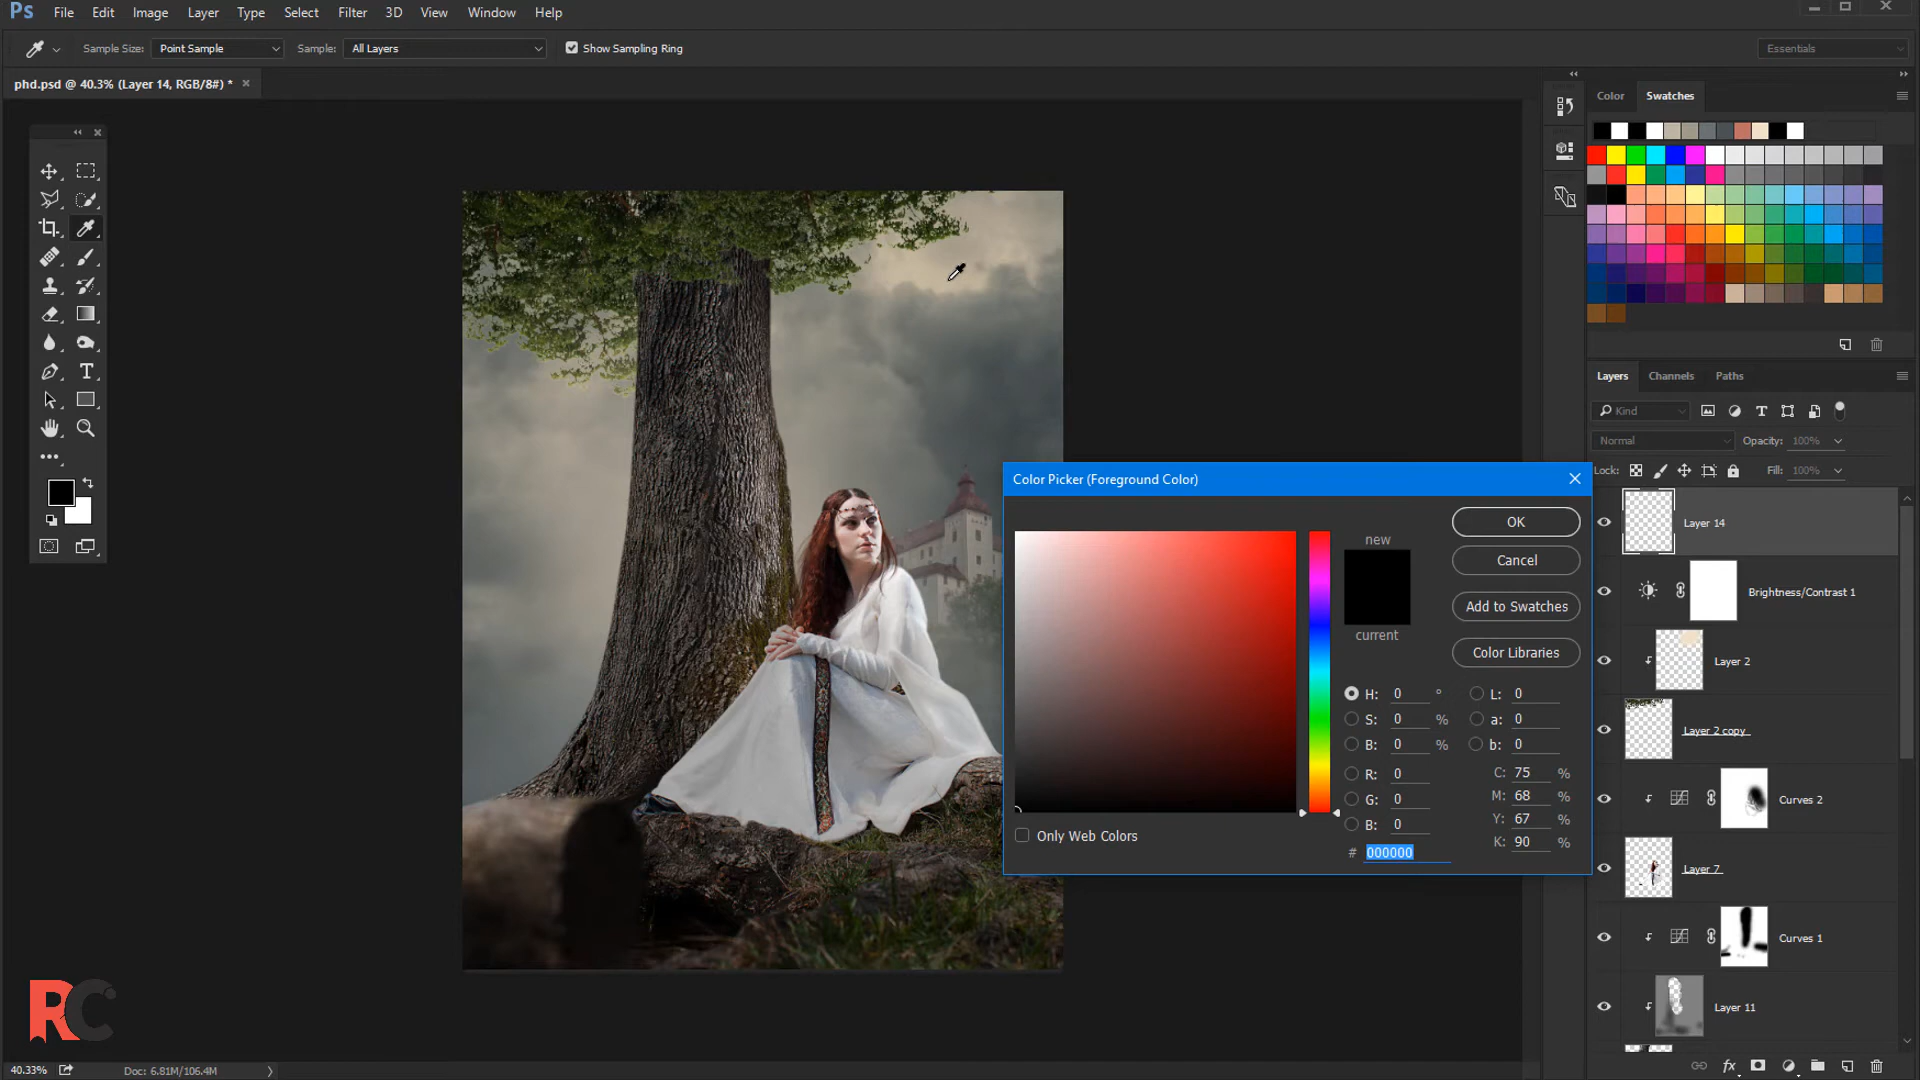 Ps File Edit Image Layer Type Select Filter 3D View Window Help
Sample Size: Point Sample Sample: All Layers Show Sampling Ring Essentials
phd.psd @ 40.3% (Layer 14, RGB/8#) *
Color Swatches
Layers Channels Paths
Kind
Normal Opacity: 100%
Lock: Fill: 100%
Color Picker (Foreground Color)
new
current
OK
Cancel
Add to Swatches
Color Libraries
H: 0 ° L: 0
S: 0 % a: 0
B: 0 % b: 0
R: 0 C: 75 %
G: 0 M: 68 %
B: 0 Y: 67 %
# 000000 K: 90 %
Only Web Colors
Layer 14
Brightness/Contrast 1
Layer 2
Layer 2 copy
Curves 2
Layer 7
Curves 1
Layer 11
RC
40.33% Doc: 6.81M/106.4M
fx